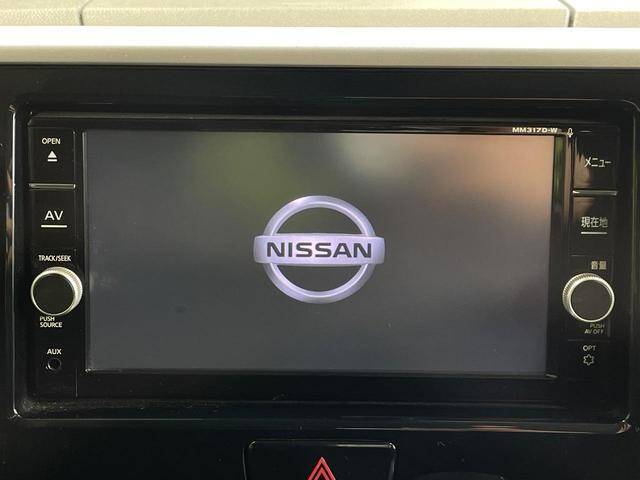 MM317D-W
OPEN
AV
TRACK/SEEK
PUSH
SOURCE
AUX
NISSAN
メニュー
現在地
音量
PUSH
AV OFF
OPT